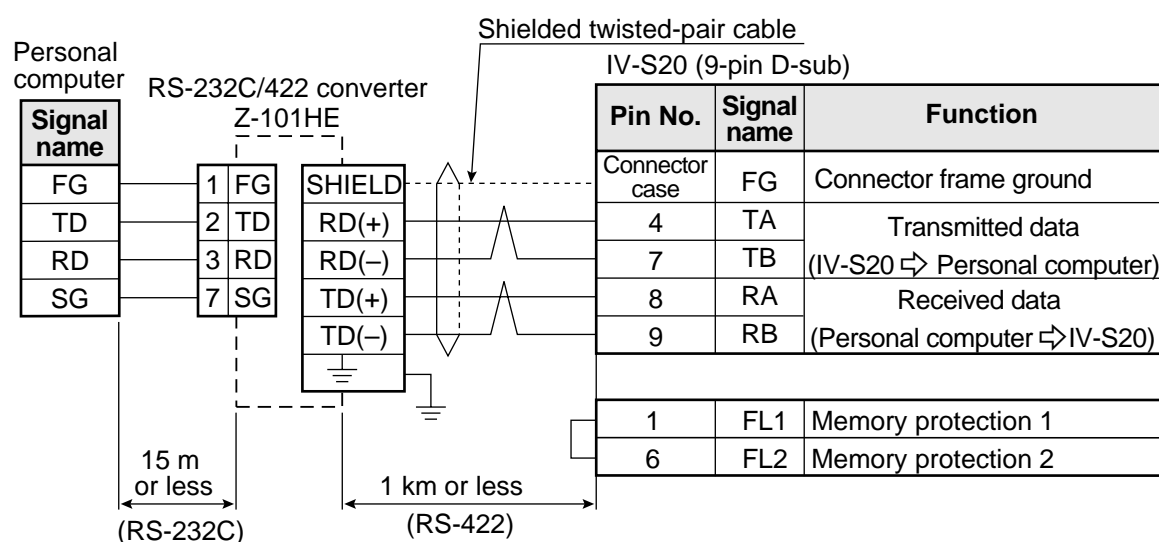 Shielded twisted-pair cable
Personal
computer
RS-232C/422 converter
Z-101HE
IV-S20 (9-pin D-sub)
Signal
name
FG
TD
RD
SG
1 FG
2 TD
3 RD
7 SG
SHIELD
RD(+)
RD(–)
TD(+)
TD(–)
Pin No. Signal
name Function
Connector
case FG Connector frame ground
4 TA Transmitted data
7 TB (IV-S20 ⇨ Personal computer)
8 RA Received data
9 RB (Personal computer ⇨IV-S20)
1 FL1 Memory protection 1
6 FL2 Memory protection 2
15 m
or less
(RS-232C)
1 km or less
(RS-422)